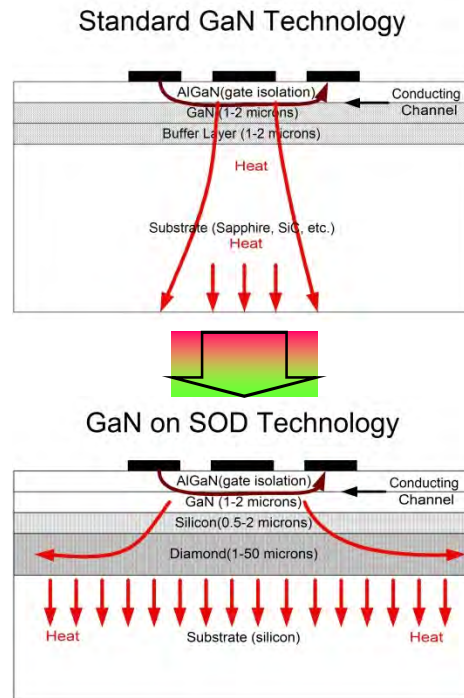 Standard GaN Technology
AlGaN(gate isolation)
Conducting
Channel
GaN (1-2 microns)
Buffer Layer (1-2 microns)
Heat
Substrate (Sapphire, SiC, etc.)
Heat
GaN on SOD Technology
AlGaN(gate isolation)
Conducting
Channel
GaN (1-2 microns)
Silicon(0.5-2 microns)
Diamond(1-50 microns)
Heat
Substrate (silicon)
Heat